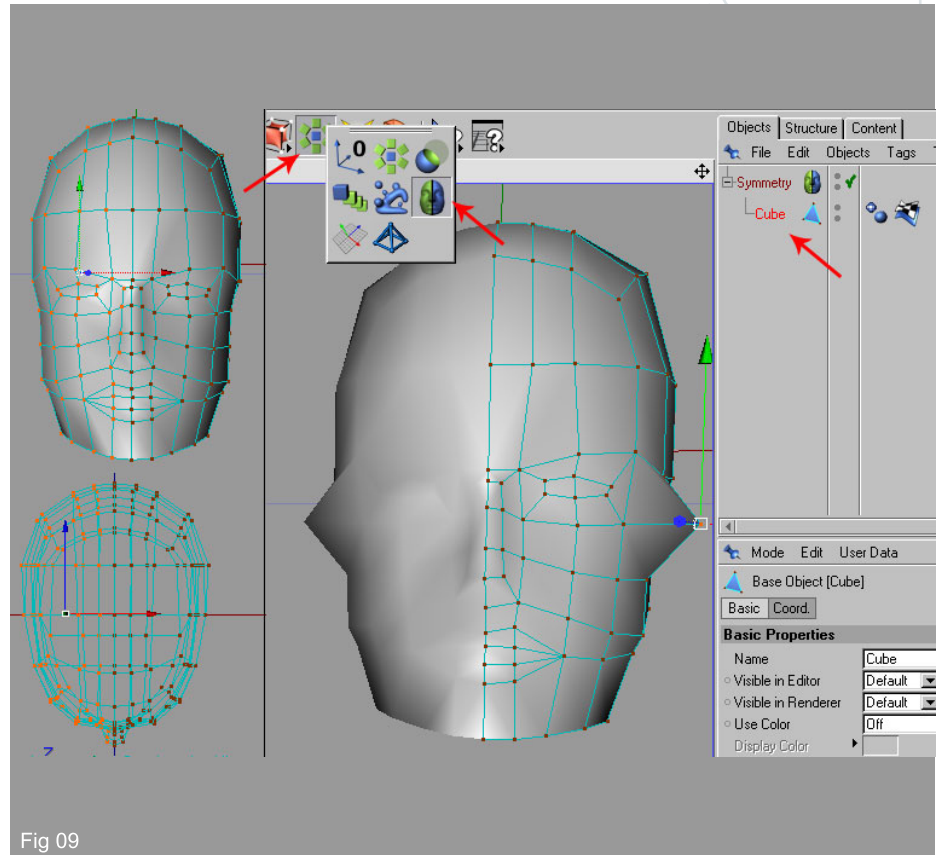 0
Objects Structure Content
File Edit Objects Tags
Symmetry
Cube
Mode Edit User Data
Base Object [Cube]
Basic Coord.
Basic Properties
Name Cube
Visible in Editor Default
Visible in Renderer Default
Use Color Off
Display Color
Z
Fig 09